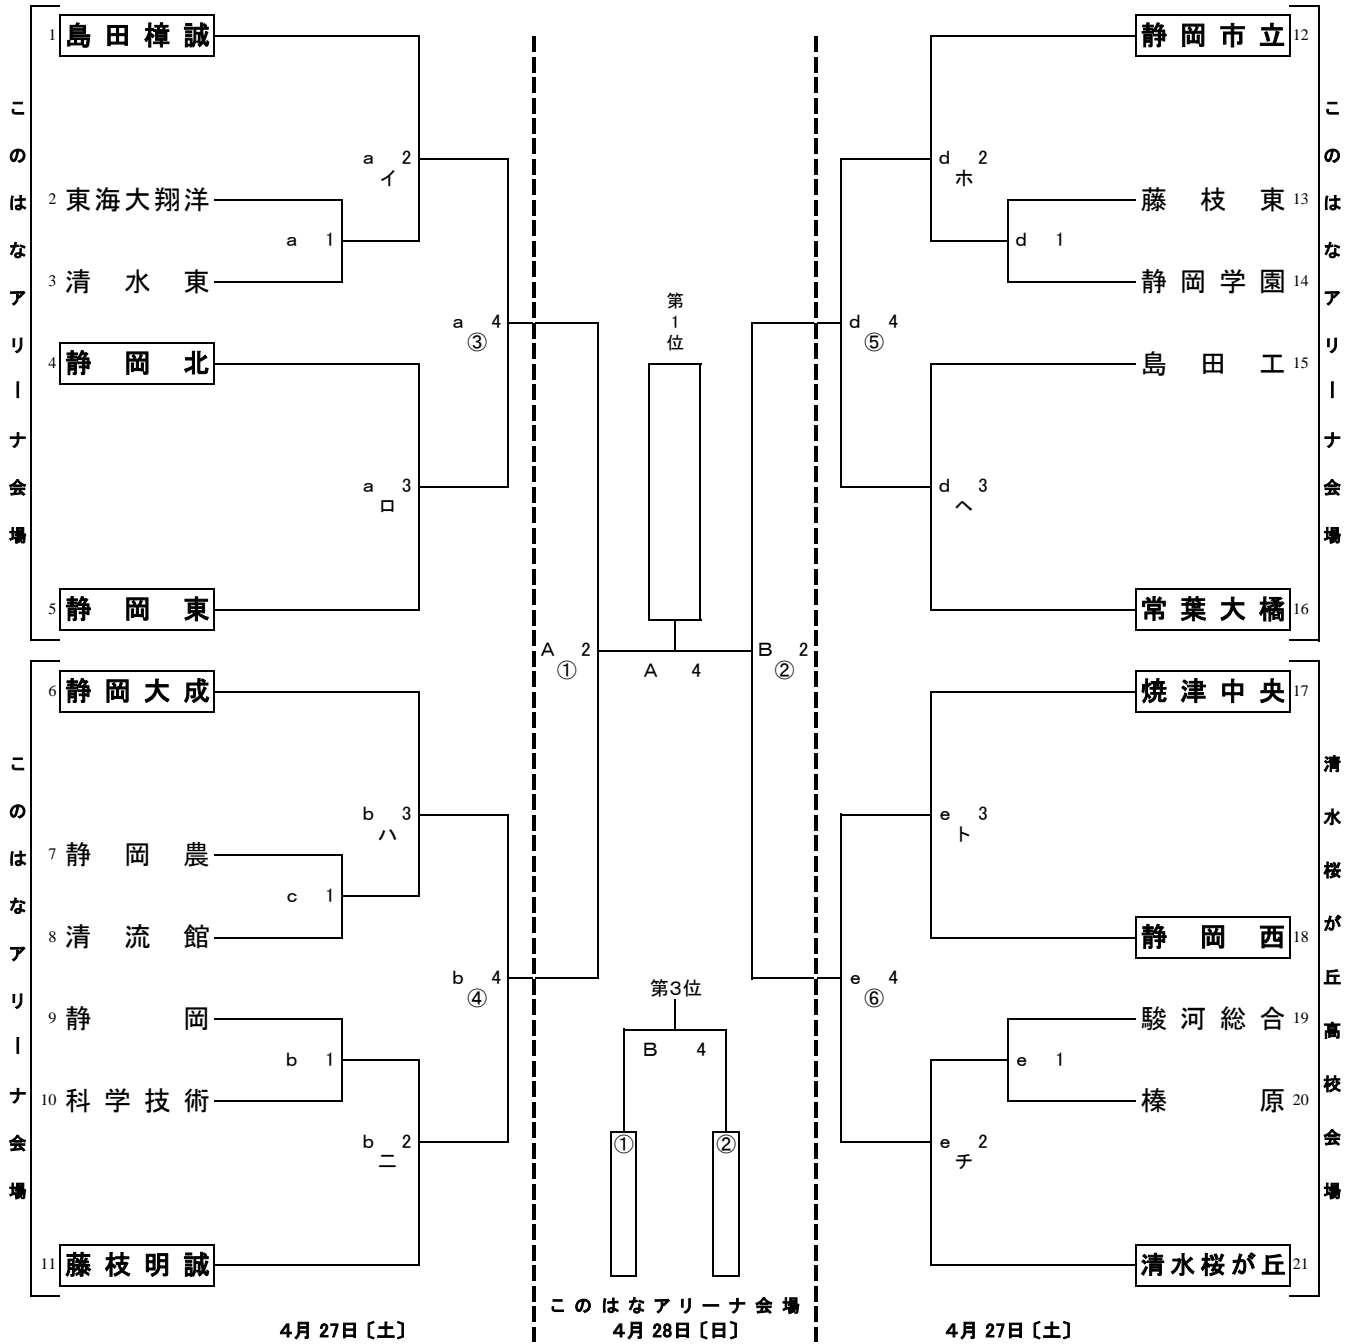 このはなアリーナ会場
1 島田樟誠
a 2
イ
2 東海大翔洋
a 1
3 清水東
a 4
③
4 静岡北
a 3
ロ
5 静岡東
このはなアリーナ会場
6 静岡大成
b 3
ハ
7 静岡農
c 1
8 清流館
b 4
④
9 静岡
b 1
10 科学技術
b 2
ニ
11 藤枝明誠
4月27日〔土〕
第1位
A 2
①
A 4
B 2
②
第3位
B 4
① ②
このはなアリーナ会場
4月28日〔日〕
静岡市立 12
d 2
ホ
藤枝東 13
d 1
静岡学園 14
d 4
⑤
島田工 15
d 3
ヘ
常葉大橘 16
このはなアリーナ会場
焼津中央 17
e 3
ト
静岡西 18
e 4
⑥
駿河総合 19
e 1
榛原 20
e 2
チ
清水桜が丘 21
清水桜が丘高校会場
4月27日〔土〕